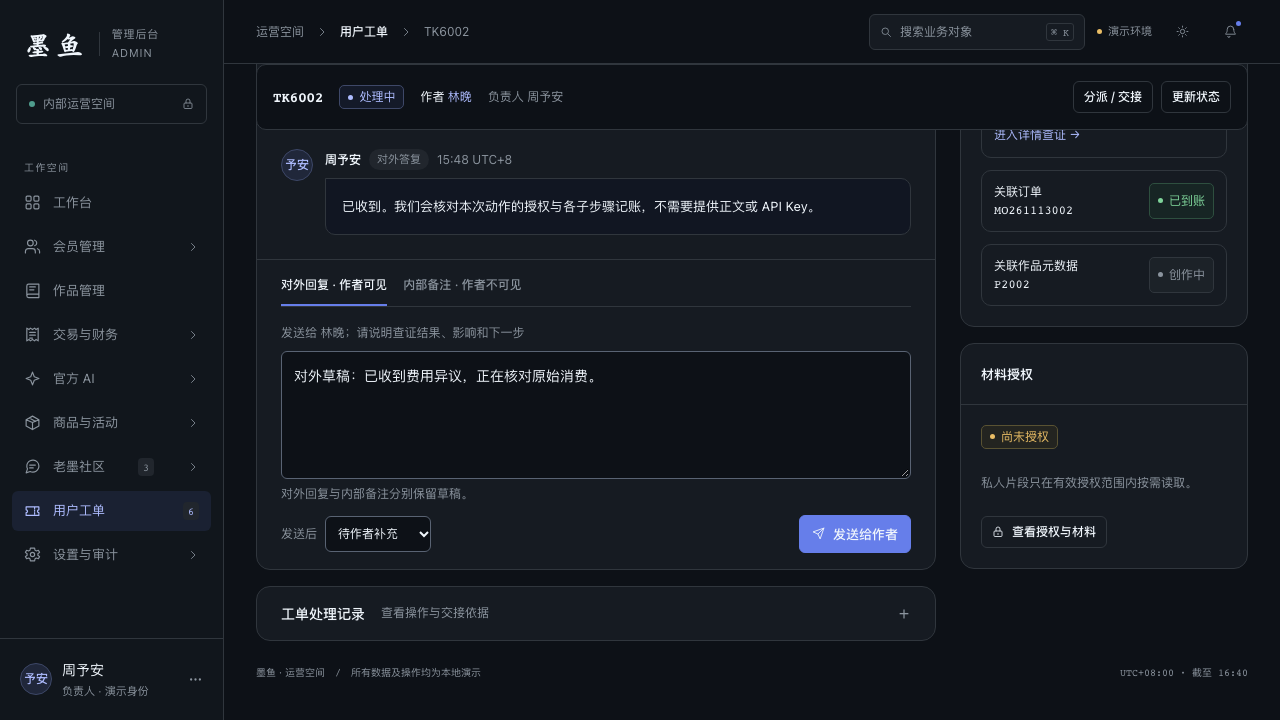 墨 鱼
管理后台
ADMIN
内部运营空间
工作空间
工作台
会员管理
作品管理
交易与财务
官方 AI
商品与活动
老墨社区 3
用户工单 6
设置与审计
予安
周予安
负责人 · 演示身份
运营空间 > 用户工单 > TK6002
搜索业务对象 ⌘ K
演示环境
TK6002 处理中 作者 林晚 负责人 周予安
分派 / 交接 更新状态
予安 周予安 对外答复 15:48 UTC+8
已收到。我们会核对本次动作的授权与各子步骤记账，不需要提供正文或 API Key。
对外回复 · 作者可见 内部备注 · 作者不可见
发送给 林晚；请说明查证结果、影响和下一步
对外草稿：已收到费用异议，正在核对原始消费。
对外回复与内部备注分别保留草稿。
发送后 待作者补充 发送给作者
工单处理记录 查看操作与交接依据 +
进入详情查证 →
关联订单
MO261113002
已到账
关联作品元数据
P2002
创作中
材料授权
尚未授权
私人片段只在有效授权范围内按需读取。
查看授权与材料
墨鱼 · 运营空间 / 所有数据及操作均为本地演示
UTC+08:00 · 截至 16:40